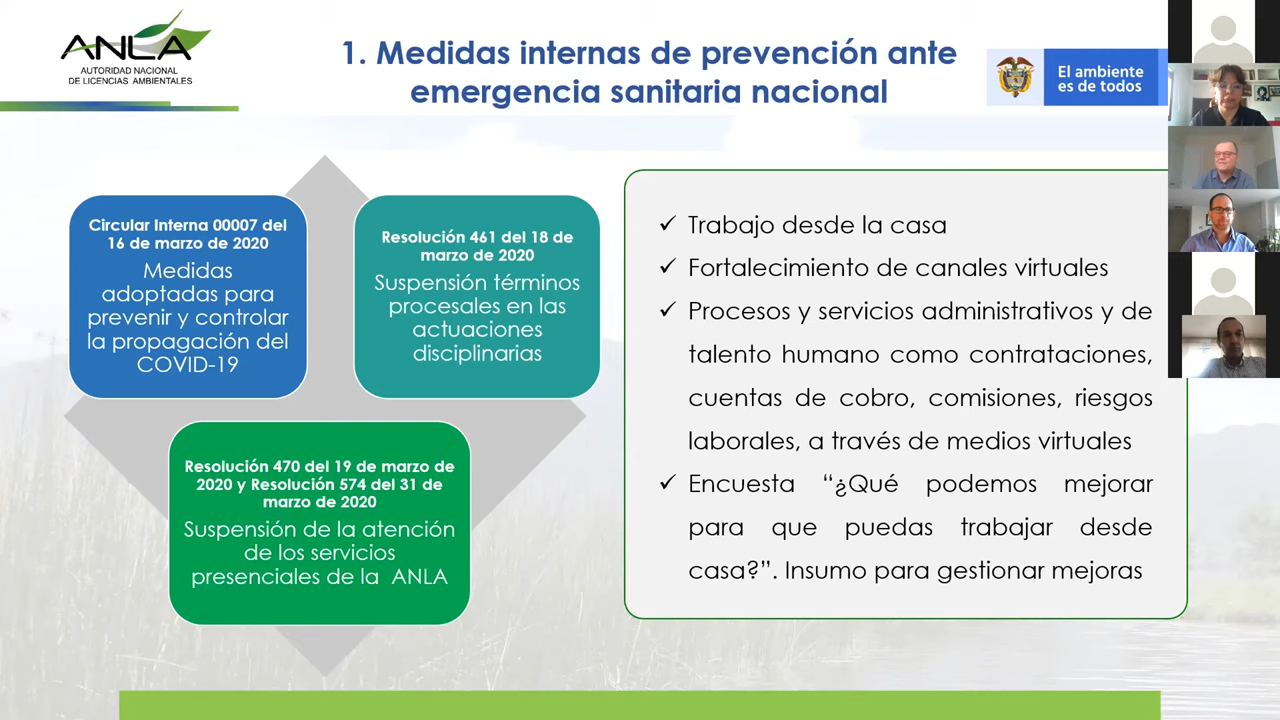 ANLA
AUTORIDAD NACIONAL
DE LICENCIAS AMBIENTALES
1. Medidas internas de prevención ante
emergencia sanitaria nacional
El ambiente
es de todos
Circular Interna 00007 del
16 de marzo de 2020
Medidas
adoptadas para
prevenir y controlar
la propagación del
COVID-19
Resolución 461 del 18 de
marzo de 2020
Suspensión términos
procesales en las
actuaciones
disciplinarias
Resolución 470 del 19 de marzo de
2020 y Resolución 574 del 31 de
marzo de 2020
Suspensión de la atención
de los servicios
presenciales de la ANLA
✓ Trabajo desde la casa
✓ Fortalecimiento de canales virtuales
✓ Procesos y servicios administrativos y de
talento humano como contrataciones,
cuentas de cobro, comisiones, riesgos
laborales, a través de medios virtuales
✓ Encuesta “¿Qué podemos mejorar
para que puedas trabajar desde
casa?”. Insumo para gestionar mejoras